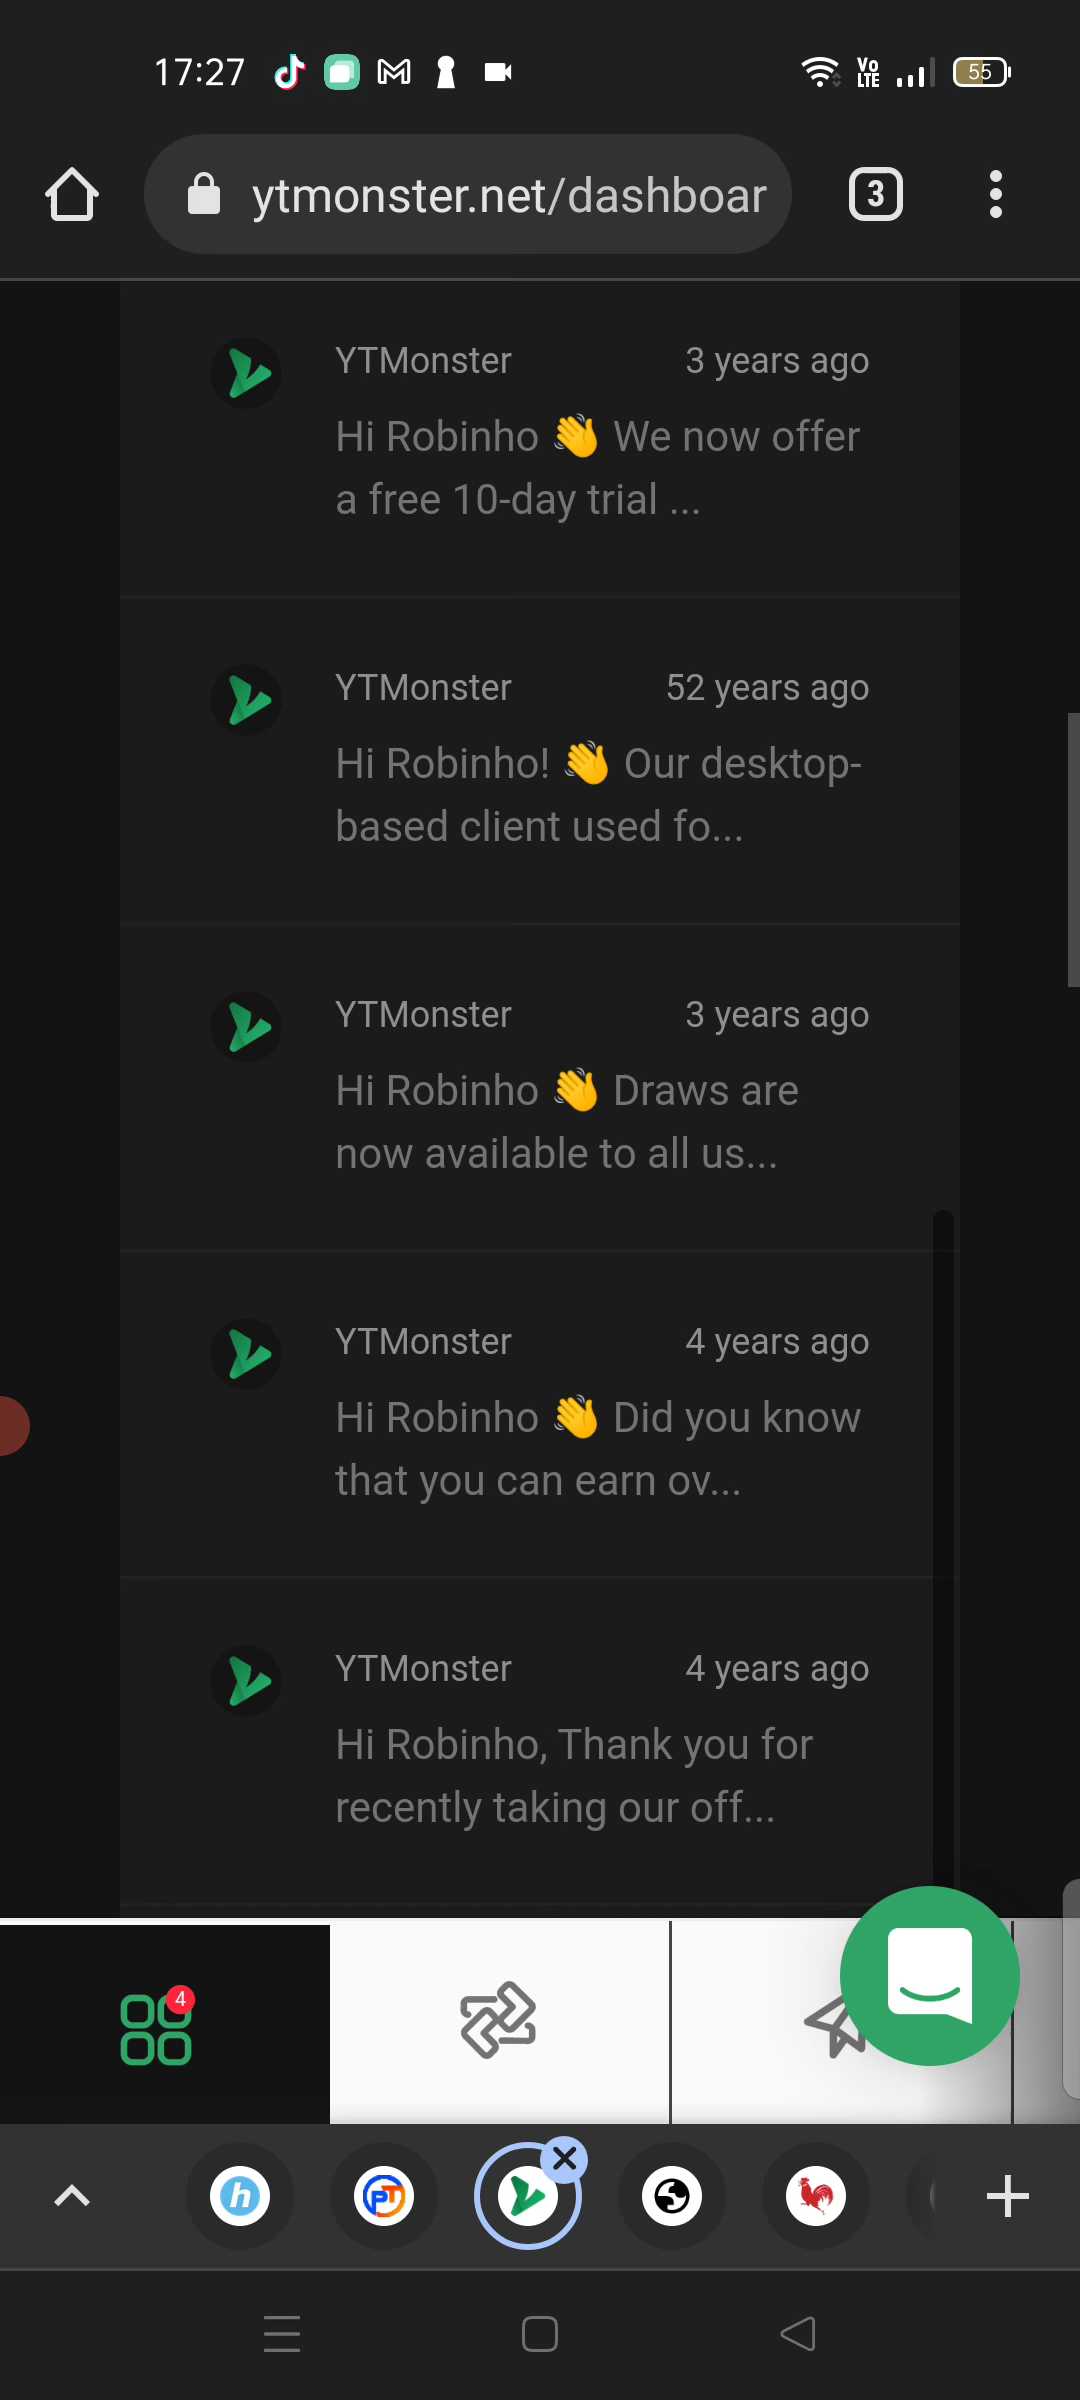 17:27
Vo
LTE
55
ytmonster.net/dashboar
3
YTMonster
3 years ago
Hi Robinho 👋 We now offer
a free 10-day trial ...
YTMonster
52 years ago
Hi Robinho! 👋 Our desktop-
based client used fo...
YTMonster
3 years ago
Hi Robinho 👋 Draws are
now available to all us...
YTMonster
4 years ago
Hi Robinho 👋 Did you know
that you can earn ov...
YTMonster
4 years ago
Hi Robinho, Thank you for
recently taking our off...
4
h
PT